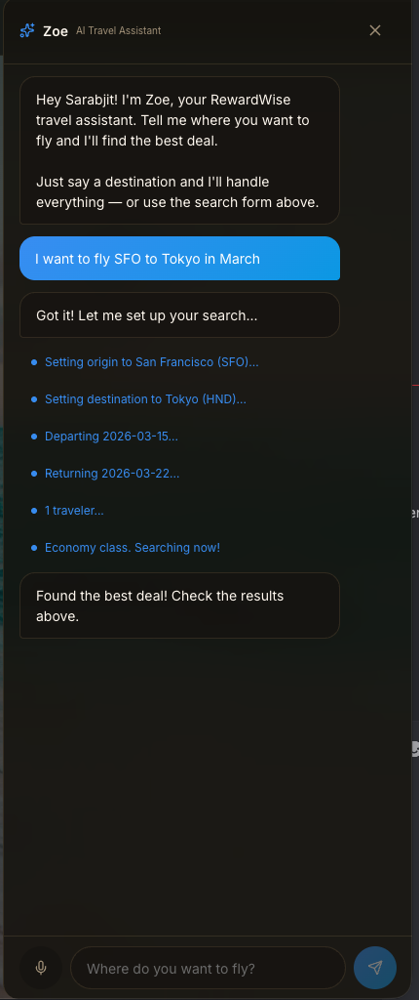 Zoe AI Travel Assistant
Hey Sarabjit! I'm Zoe, your RewardWise
travel assistant. Tell me where you want to
fly and I'll find the best deal.
Just say a destination and I'll handle
everything — or use the search form above.
I want to fly SFO to Tokyo in March
Got it! Let me set up your search...
Setting origin to San Francisco (SFO)...
Setting destination to Tokyo (HND)...
Departing 2026-03-15...
Returning 2026-03-22...
1 traveler...
Economy class. Searching now!
Found the best deal! Check the results
above.
Where do you want to fly?